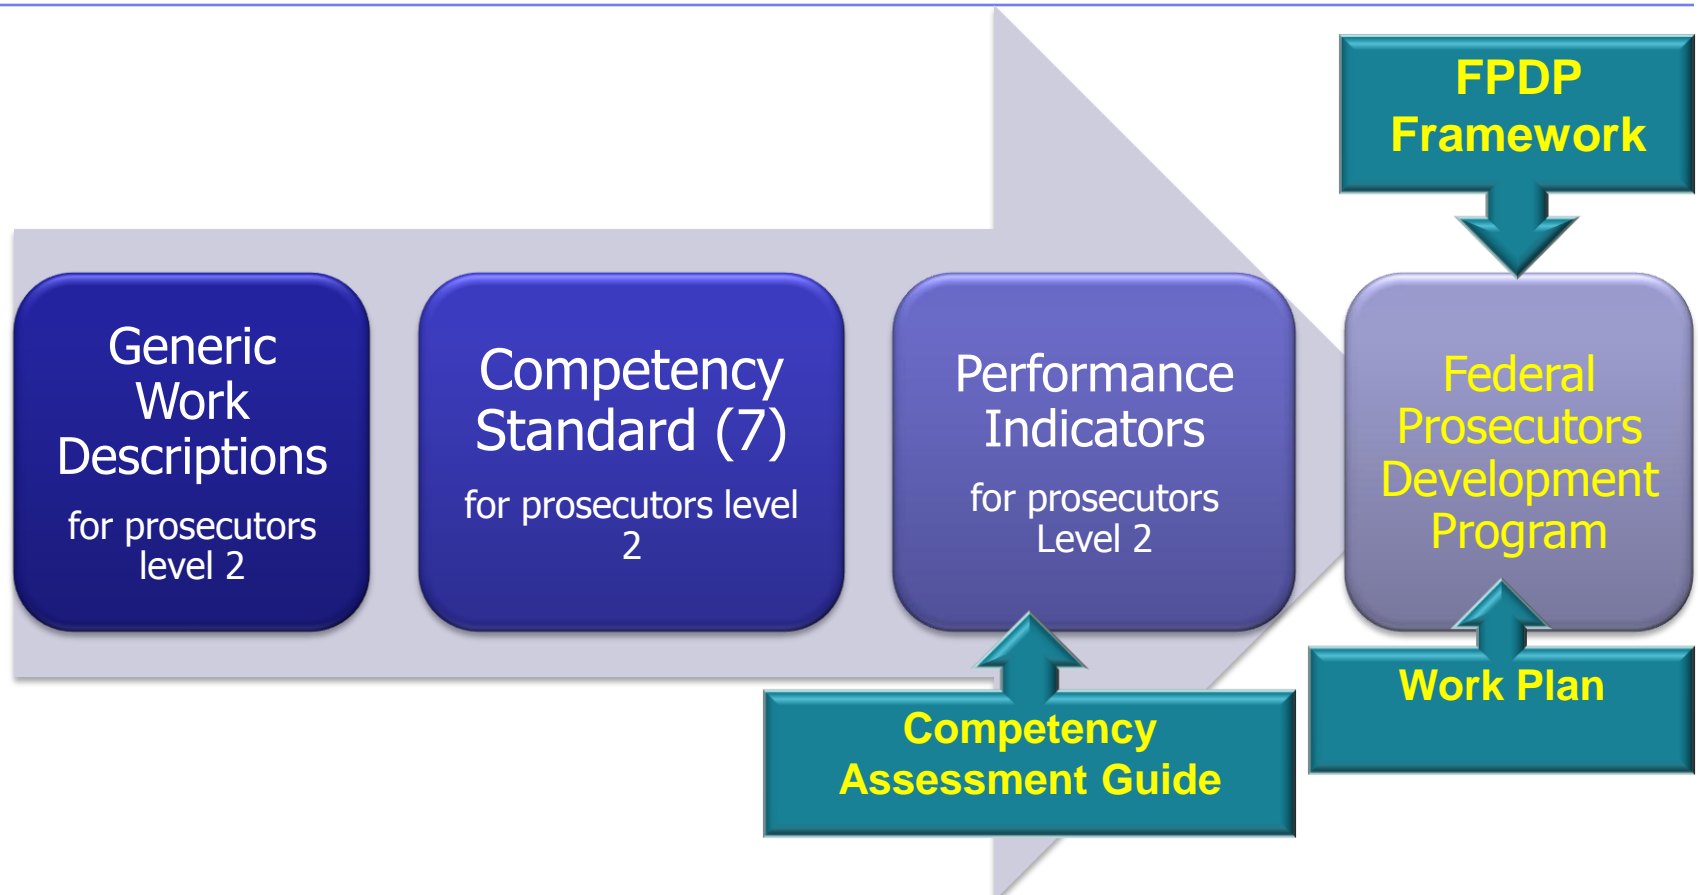 FPDP
Framework
Generic
Work
Descriptions
for prosecutors
level 2
Competency
Standard (7)
for prosecutors level
2
Performance
Indicators
for prosecutors
Level 2
Federal
Prosecutors
Development
Program
Competency
Assessment Guide
Work Plan